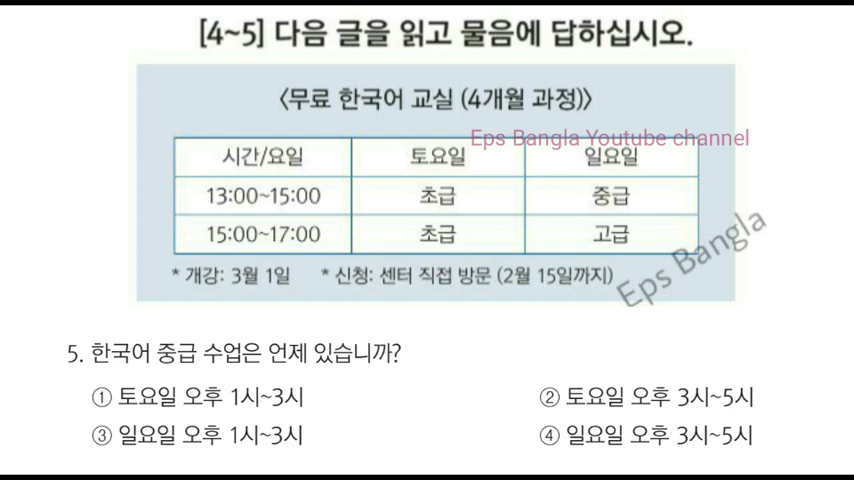 [4~5] 다음 글을 읽고 물음에 답하십시오.
〈무료 한국어 교실 (4개월 과정)〉
Eps Bangla Youtube channel
시간/요일 토요일 일요일
13:00~15:00 초급 중급
15:00~17:00 초급 고급
* 개강: 3월 1일 * 신청: 센터 직접 방문 (2월 15일까지)
Eps Bangla
5. 한국어 중급 수업은 언제 있습니까?
① 토요일 오후 1시~3시 ② 토요일 오후 3시~5시
③ 일요일 오후 1시~3시 ④ 일요일 오후 3시~5시